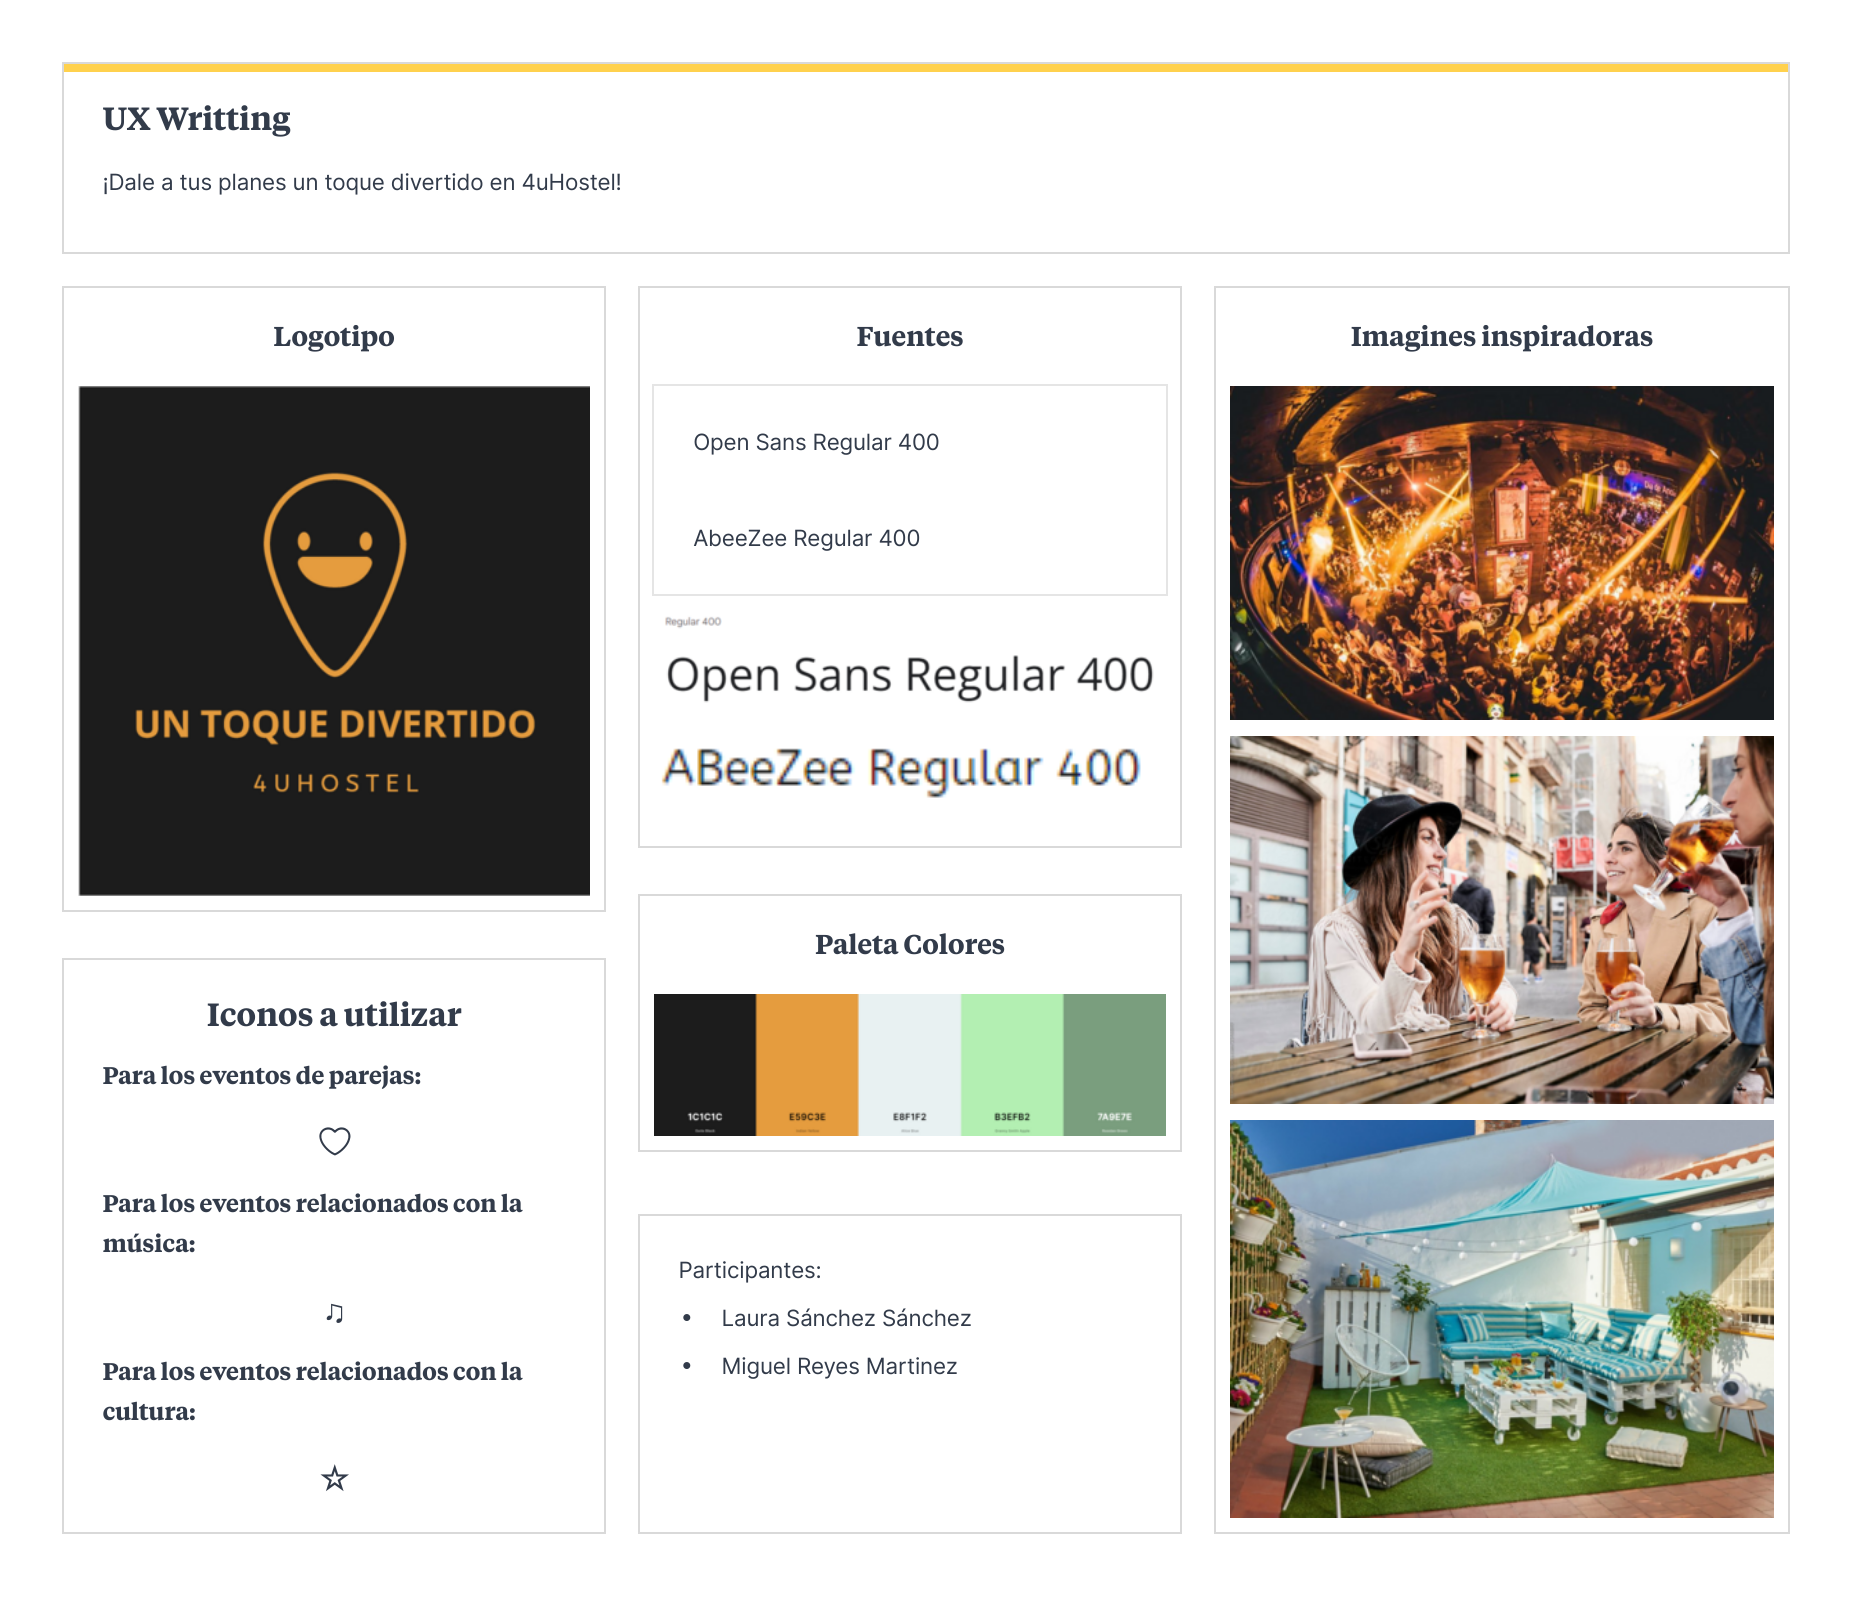 UX Writting
¡Dale a tus planes un toque divertido en 4uHostel!
Logotipo
UN TOQUE DIVERTIDO
4UHOSTEL
Iconos a utilizar
Para los eventos de parejas:
♡
Para los eventos relacionados con la
música:
♫
Para los eventos relacionados con la
cultura:
☆
Fuentes
Open Sans Regular 400
AbeeZee Regular 400
Regular 400
Open Sans Regular 400
ABeeZee Regular 400
Paleta Colores
1C1C1C
E59C3E
E8F1F2
B3EFB2
7A9E7E
Participantes:
• Laura Sánchez Sánchez
• Miguel Reyes Martinez
Imagines inspiradoras